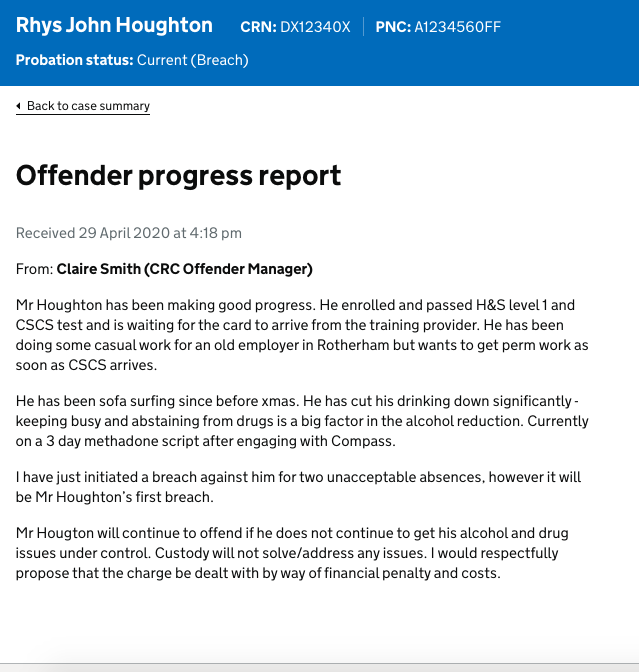 Rhys John Houghton CRN: DX12340X PNC: A1234560FF
Probation status: Current (Breach)
Back to case summary
Offender progress report
Received 29 April 2020 at 4:18 pm
From: Claire Smith (CRC Offender Manager)
Mr Houghton has been making good progress. He enrolled and passed H&S level 1 and
CSCS test and is waiting for the card to arrive from the training provider. He has been
doing some casual work for an old employer in Rotherham but wants to get perm work as
soon as CSCS arrives.
He has been sofa surfing since before xmas. He has cut his drinking down significantly -
keeping busy and abstaining from drugs is a big factor in the alcohol reduction. Currently
on a 3 day methadone script after engaging with Compass.
I have just initiated a breach against him for two unacceptable absences, however it will
be Mr Houghton’s first breach.
Mr Hougton will continue to offend if he does not continue to get his alcohol and drug
issues under control. Custody will not solve/address any issues. I would respectfully
propose that the charge be dealt with by way of financial penalty and costs.